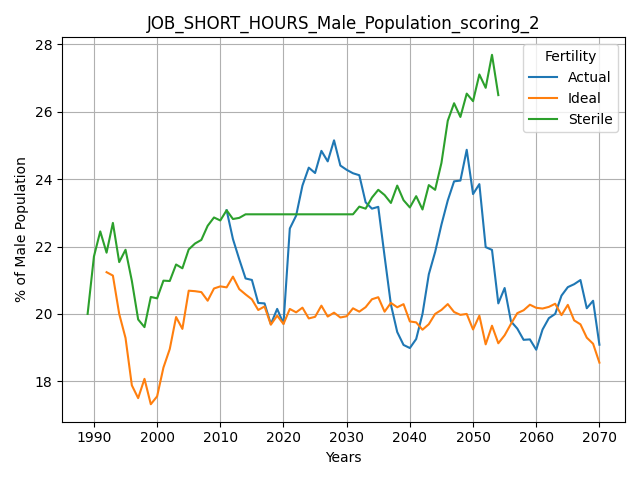 JOB_SHORT_HOURS_Male_Population_scoring_2
% of Male Population
28
26
24
22
20
18
Fertility
Actual
Ideal
Sterile
1990 2000 2010 2020 2030 2040 2050 2060 2070
Years